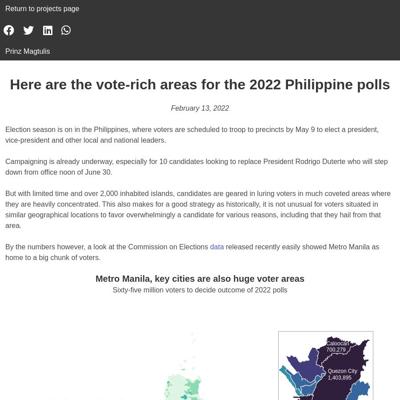 Return to projects page
Prinz Magtulis
Here are the vote-rich areas for the 2022 Philippine polls
February 13, 2022
Election season is on in the Philippines, where voters are scheduled to troop to precincts by May 9 to elect a president,
vice-president and other local and national leaders.
Campaigning is already underway, especially for 10 candidates looking to replace President Rodrigo Duterte who will step
down from office noon of June 30.
But with limited time and over 2,000 inhabited islands, candidates are geared in luring voters in much coveted areas where
they are heavily concentrated. This also makes for a good strategy as historically, it is not unusual for voters situated in
similar geographical locations to favor overwhelmingly a candidate for various reasons, including that they hail from that
area.
By the numbers however, a look at the Commission on Elections data released recently easily showed Metro Manila as
home to a big chunk of voters.
Metro Manila, key cities are also huge voter areas
Sixty-five million voters to decide outcome of 2022 polls
Caloocan
700,279
Quezon City
1,403,895